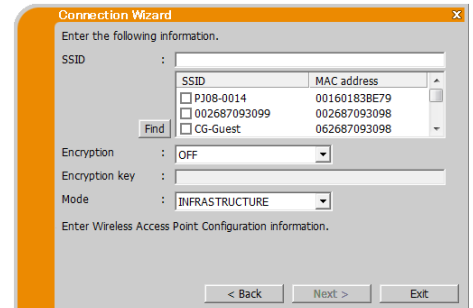 Connection Wizard x
Enter the following information.
SSID :
SSID MAC address
PJ08-0014 00160183BE79
002687093099 002687093098
Find CG-Guest 062687093098
Encryption : OFF
Encryption key :
Mode : INFRASTRUCTURE
Enter Wireless Access Point Configuration information.
< Back Next > Exit